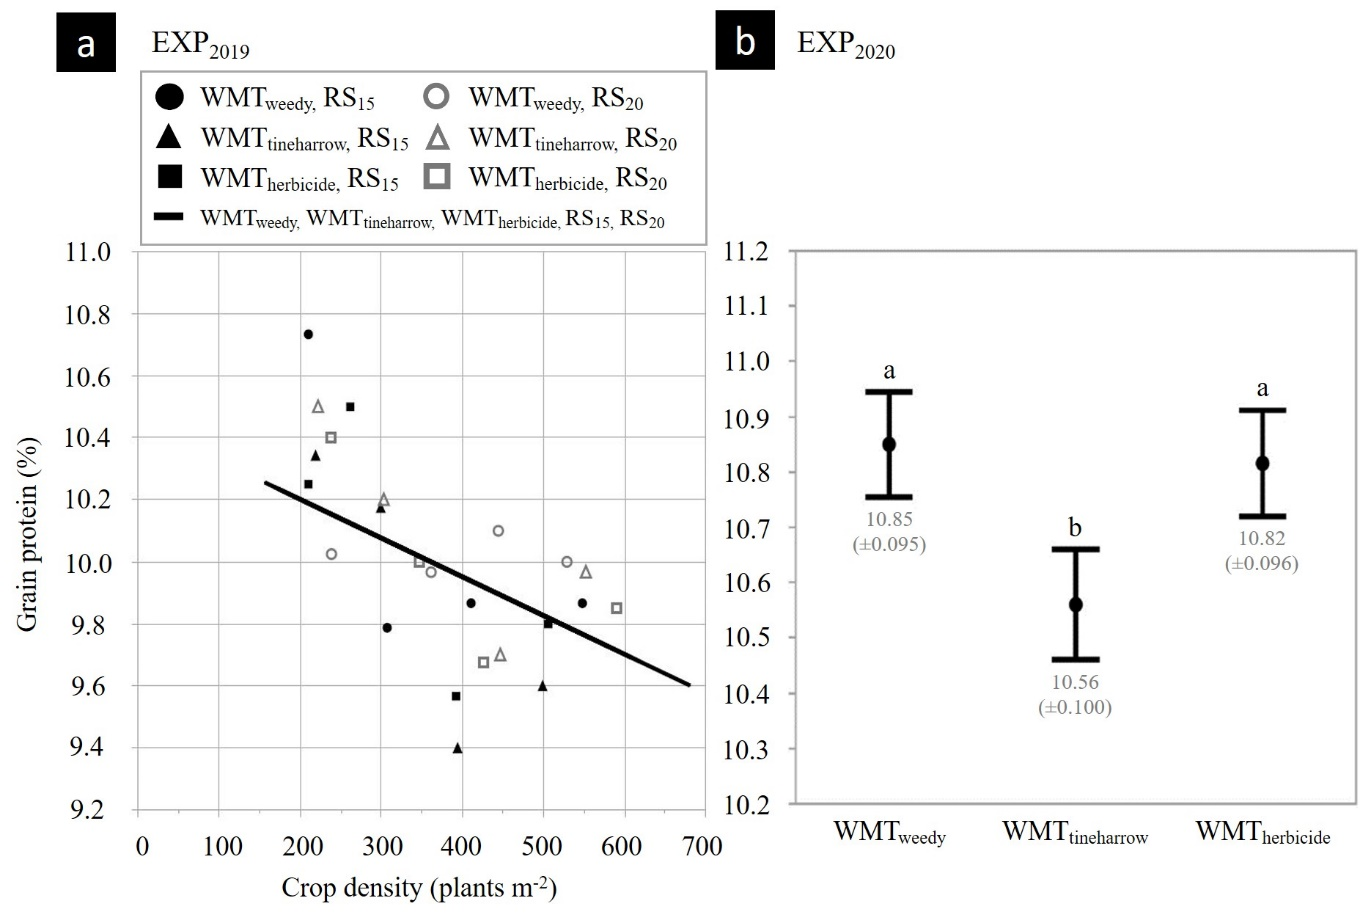 a EXP2019
WMTweedy, RS15 WMTweedy, RS20
WMTtineharrow, RS15 WMTtineharrow, RS20
WMTherbicide, RS15 WMTherbicide, RS20
WMTweedy, WMTtineharrow, WMTherbicide, RS15, RS20
Grain protein (%)
11.0
10.8
10.6
10.4
10.2
10.0
9.8
9.6
9.4
9.2
0 100 200 300 400 500 600 700
Crop density (plants m-2)
b EXP2020
11.2
11.1
11.0
10.9
10.8
10.7
10.6
10.5
10.4
10.3
10.2
a
10.85
(±0.095)
b
10.56
(±0.100)
a
10.82
(±0.096)
WMTweedy WMTtineharrow WMTherbicide